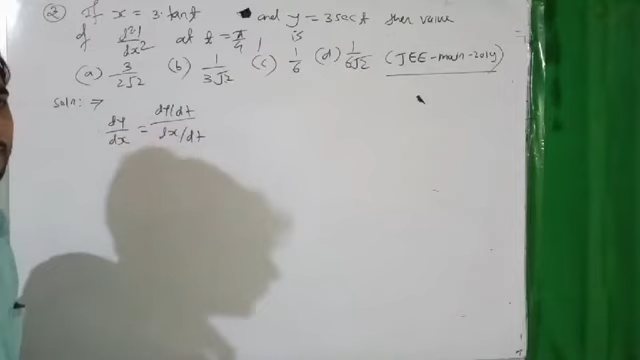 ② If x = 3 tan t and y = 3 sec t then value
of d²y/dx² at t = π/4 is
(a) 3/2√2 (b) 1/3√2 (c) 1/6 (d) 1/6√2 (JEE-main-2019)
Soln: ⇒
dy/dx = dy/dt / dx/dt